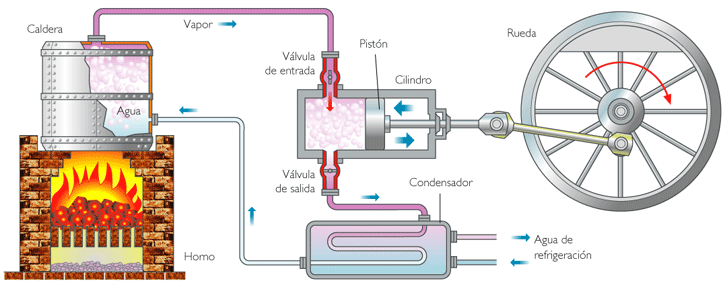 Caldera
Vapor
Rueda
Válvula
de entrada
Pistón
Cilindro
Agua
Válvula
de salida
Condensador
Agua de
refrigeración
Horno